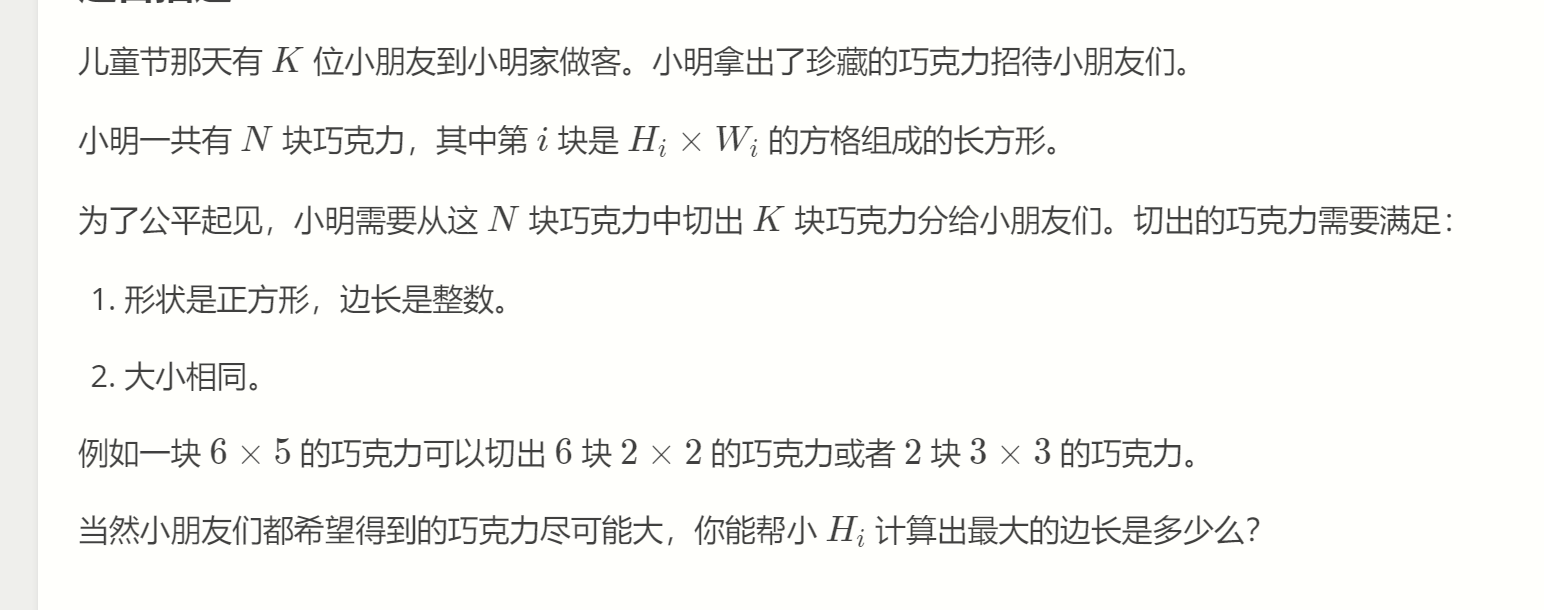 儿童节那天有 K 位小朋友到小明家做客。小明拿出了珍藏的巧克力招待小朋友们。
小明一共有 N 块巧克力，其中第 i 块是 H_i × W_i 的方格组成的长方形。
为了公平起见，小明需要从这 N 块巧克力中切出 K 块巧克力分给小朋友们。切出的巧克力需要满足：
1. 形状是正方形，边长是整数。
2. 大小相同。
例如一块 6 × 5 的巧克力可以切出 6 块 2 × 2 的巧克力或者 2 块 3 × 3 的巧克力。
当然小朋友们都希望得到的巧克力尽可能大，你能帮小 H_i 计算出最大的边长是多少么？